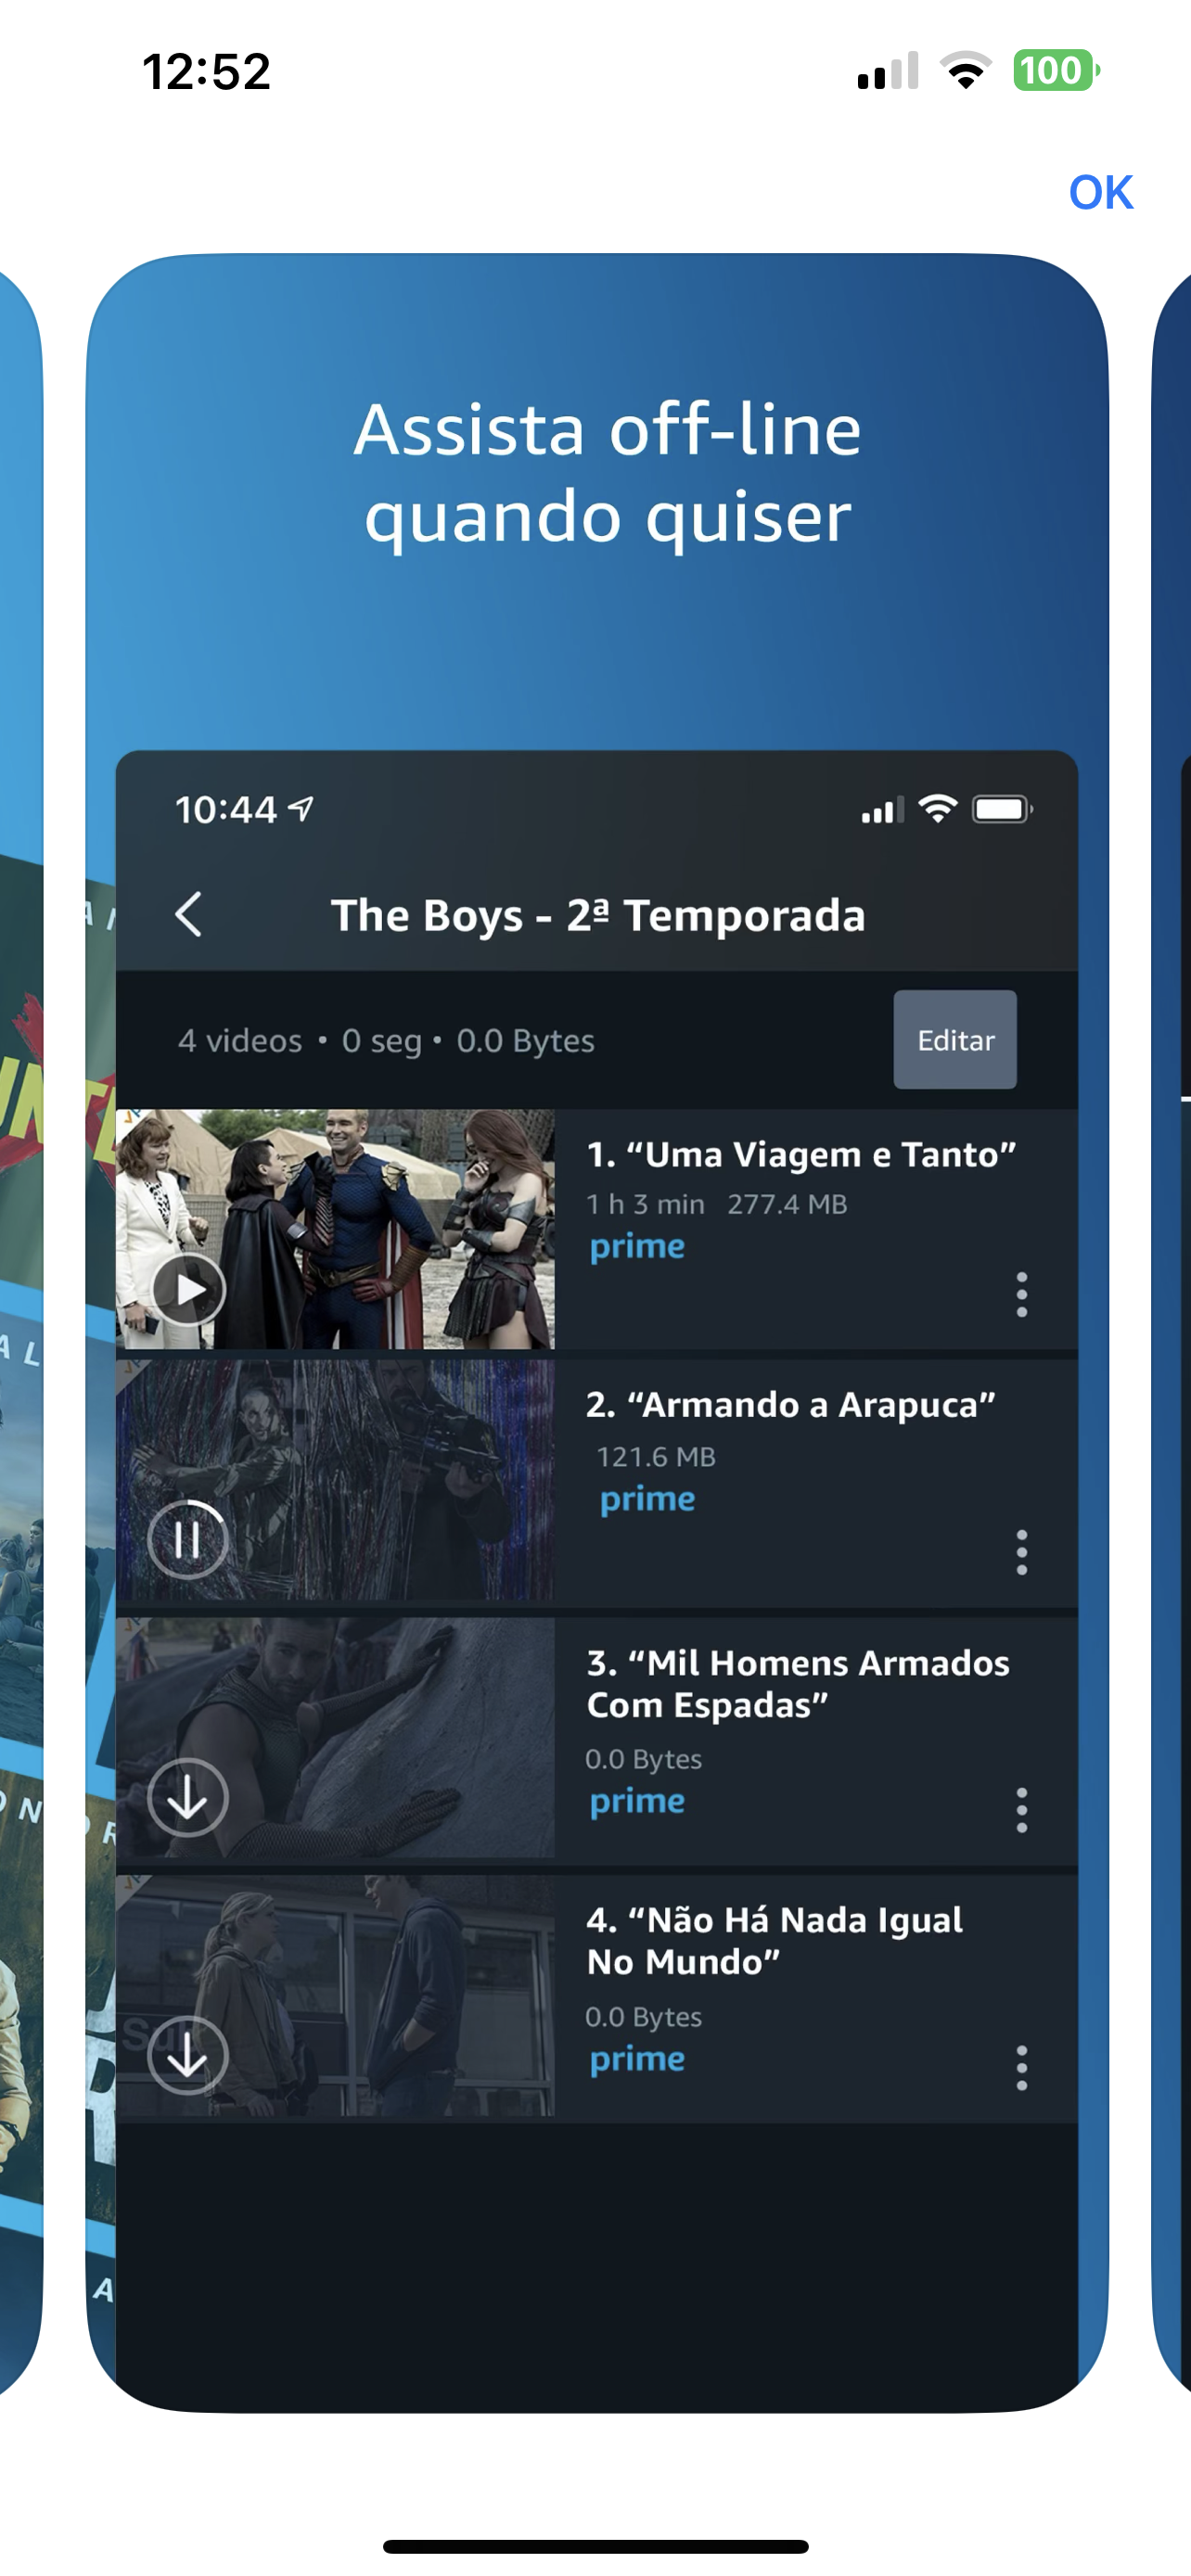 12:52
100
OK
Assista off-line
quando quiser
10:44
The Boys - 2ª Temporada
4 videos • 0 seg • 0.0 Bytes
Editar
1. “Uma Viagem e Tanto”
1 h 3 min 277.4 MB
prime
2. “Armando a Arapuca”
121.6 MB
prime
3. “Mil Homens Armados
Com Espadas”
0.0 Bytes
prime
4. “Não Há Nada Igual
No Mundo”
0.0 Bytes
prime